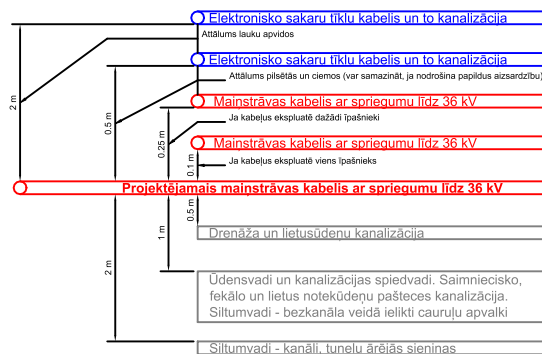 Elektronisko sakaru tīklu kabelis un to kanalizācija
Attālums lauku apvidos
Elektronisko sakaru tīklu kabelis un to kanalizācija
Attālums pilsētās un ciemos (var samazināt, ja nodrošina papildus aizsardzību)
2 m
Mainstrāvas kabelis ar spriegumu līdz 36 kV
0.5 m
Ja kabeļus ekspluatē dažādi īpašnieki
0.25 m
Mainstrāvas kabelis ar spriegumu līdz 36 kV
Ja kabeļus ekspluatē viens īpašnieks
0.1 m
Projektējamais mainstrāvas kabelis ar spriegumu līdz 36 kV
0.5 m
Drenāža un lietusūdeņu kanalizācija
1 m
2 m
Ūdensvadi un kanalizācijas spiedvadi. Saimniecisko,
fekālo un lietus notekūdeņu pašteces kanalizācija.
Siltumvadi - bezkanāla veidā ielikti cauruļu apvalki
Siltumvadi - kanāli, tuneļu ārējās sieniņas